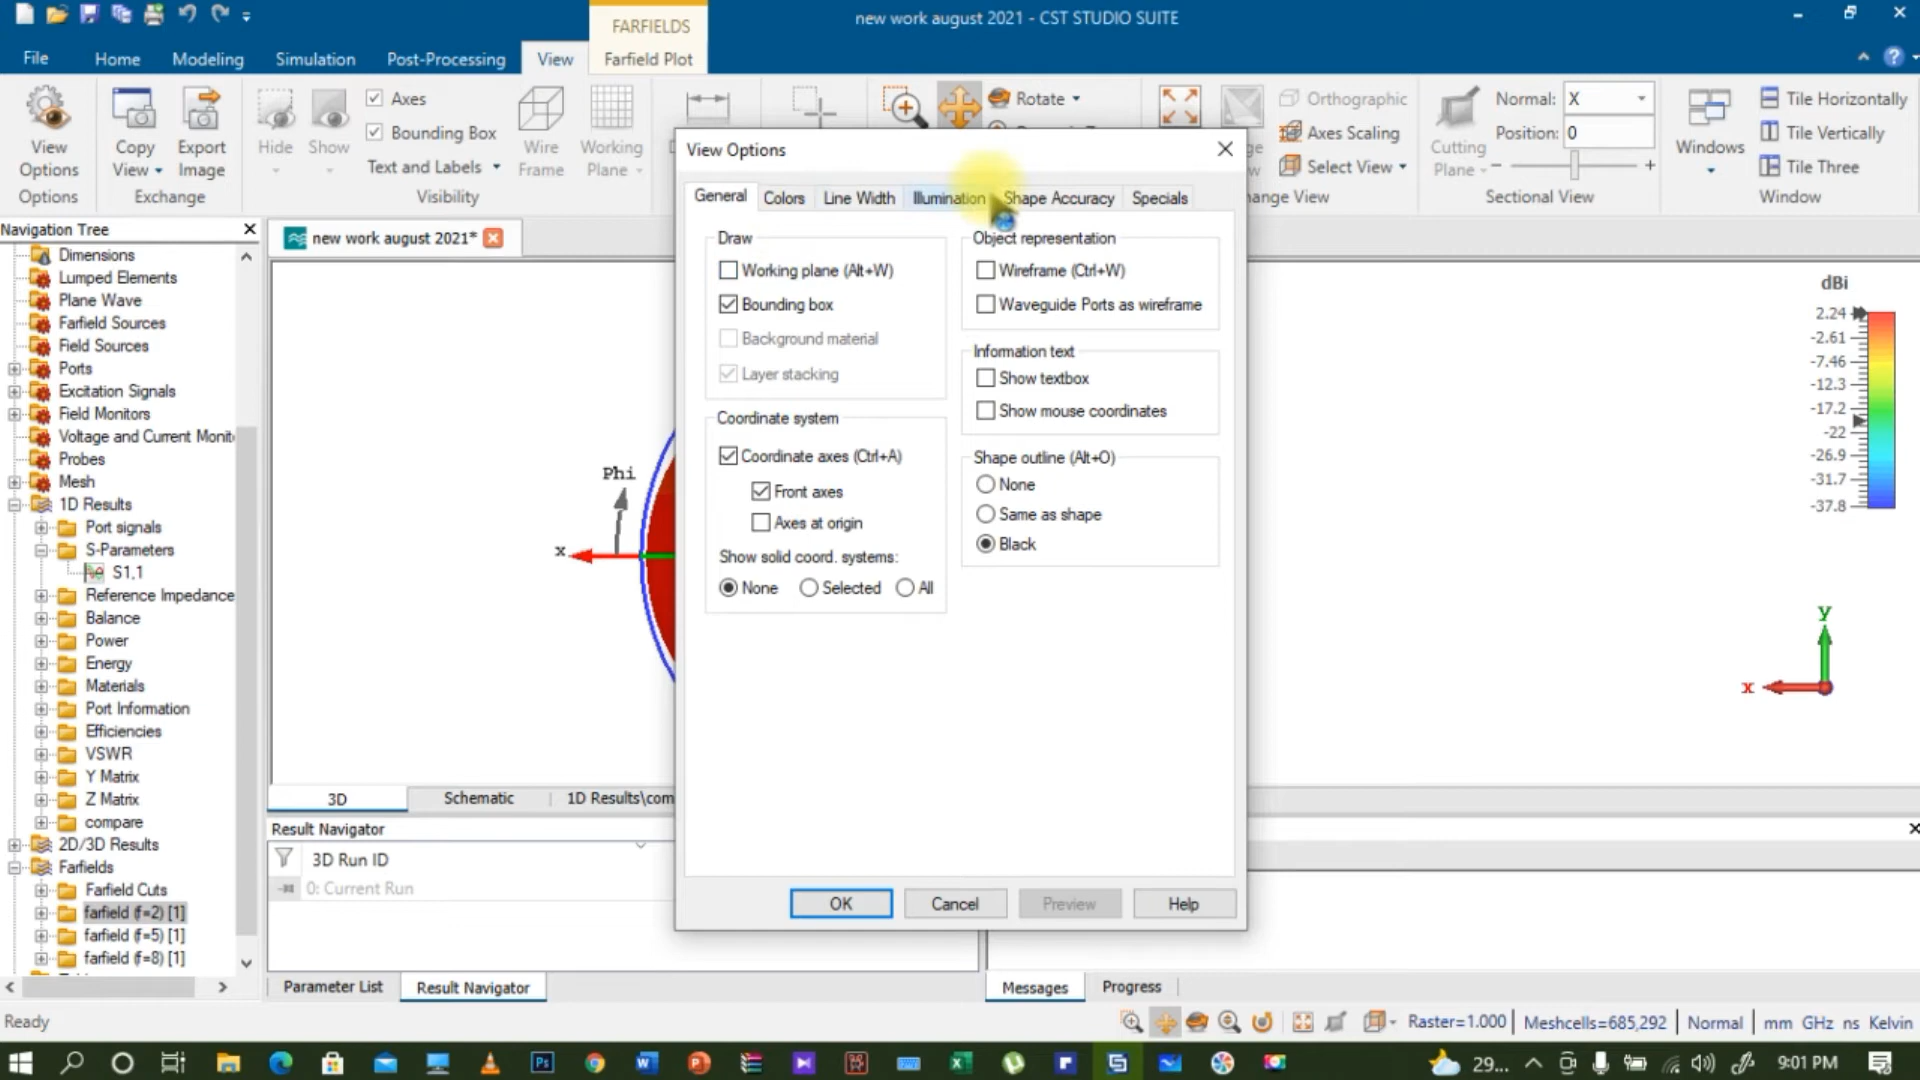 FARFIELDS
new work august 2021 - CST STUDIO SUITE
File Home Modeling Simulation Post-Processing View Farfield Plot
View Options
Copy View
Export Image
Hide
Show
Axes
Bounding Box
Text and Labels
Wire Frame
Working Plane
Rotate
Orthographic
Axes Scaling
Select View
Cutting Plane
Normal: X
Position: 0
Windows
Tile Horizontally
Tile Vertically
Tile Three
Options Exchange Visibility hange View Sectional View Window
Navigation Tree
Dimensions
Lumped Elements
Plane Wave
Farfield Sources
Field Sources
Ports
Excitation Signals
Field Monitors
Voltage and Current Monit
Probes
Mesh
1D Results
Port signals
S-Parameters
S1,1
Reference Impedance
Balance
Power
Energy
Materials
Port Information
Efficiencies
VSWR
Y Matrix
Z Matrix
compare
2D/3D Results
Farfields
Farfield Cuts
farfield (f=2) [1]
farfield (f=5) [1]
farfield (f=8) [1]
new work august 2021*
Phi
x
View Options
General Colors Line Width Illumination Shape Accuracy Specials
Draw
Working plane (Alt+W)
Bounding box
Background material
Layer stacking
Coordinate system
Coordinate axes (Ctrl+A)
Front axes
Axes at origin
Show solid coord. systems:
None Selected All
Object representation
Wireframe (Ctrl+W)
Waveguide Ports as wireframe
Information text
Show textbox
Show mouse coordinates
Shape outline (Alt+O)
None
Same as shape
Black
OK Cancel Preview Help
dBi
2.24
-2.61
-7.46
-12.3
-17.2
-22
-26.9
-31.7
-37.8
y
x
3D Schematic 1D Results\com
Result Navigator
3D Run ID
0: Current Run
Parameter List Result Navigator
Messages Progress
Ready
Raster=1.000 Meshcells=685,292 Normal mm GHz ns Kelvin
29... 9:01 PM